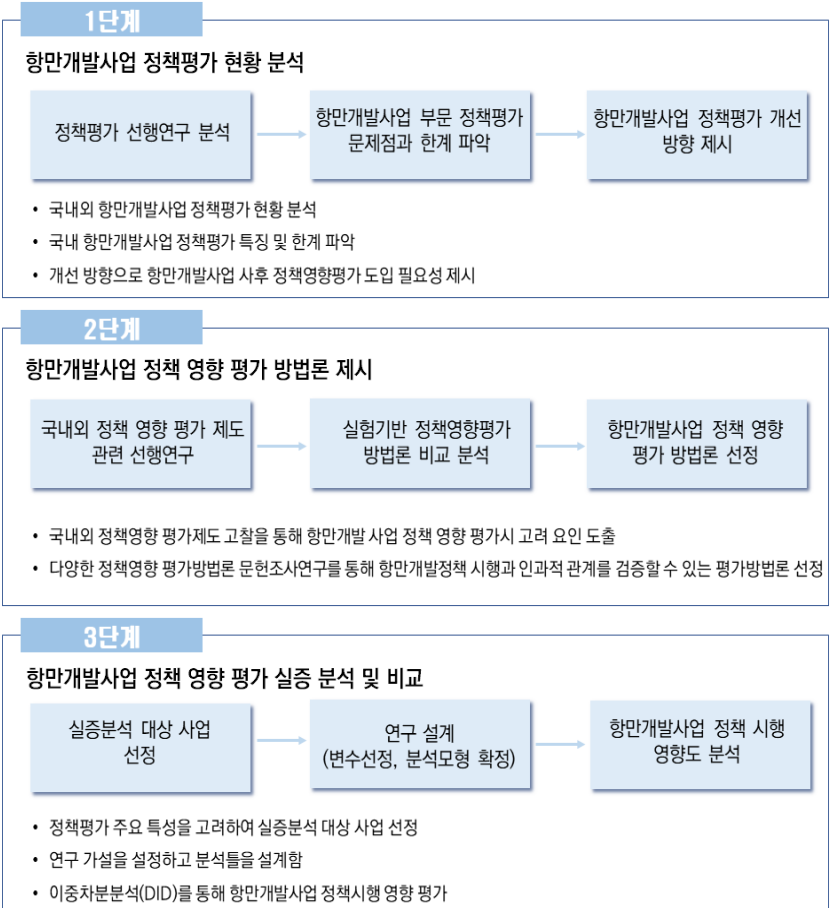 1단계
항만개발사업 정책평가 현황 분석
정책평가 선행연구 분석
항만개발사업 부문 정책평가
문제점과 한계 파악
항만개발사업 정책평가 개선
방향 제시
• 국내외 항만개발사업 정책평가 현황 분석
• 국내 항만개발사업 정책평가 특징 및 한계 파악
• 개선 방향으로 항만개발사업 사후 정책영향평가 도입 필요성 제시
2단계
항만개발사업 정책 영향 평가 방법론 제시
국내외 정책 영향 평가 제도
관련 선행연구
실험기반 정책영향평가
방법론 비교 분석
항만개발사업 정책 영향
평가 방법론 선정
• 국내외 정책영향 평가제도 고찰을 통해 항만개발 사업 정책 영향 평가시 고려 요인 도출
• 다양한 정책영향 평가방법론 문헌조사연구를 통해 항만개발정책 시행과 인과적 관계를 검증할 수 있는 평가방법론 선정
3단계
항만개발사업 정책 영향 평가 실증 분석 및 비교
실증분석 대상 사업
선정
연구 설계
(변수선정, 분석모형 확정)
항만개발사업 정책 시행
영향도 분석
• 정책평가 주요 특성을 고려하여 실증분석 대상 사업 선정
• 연구 가설을 설정하고 분석틀을 설계함
• 이중차분분석(DID)를 통해 항만개발사업 정책시행 영향 평가